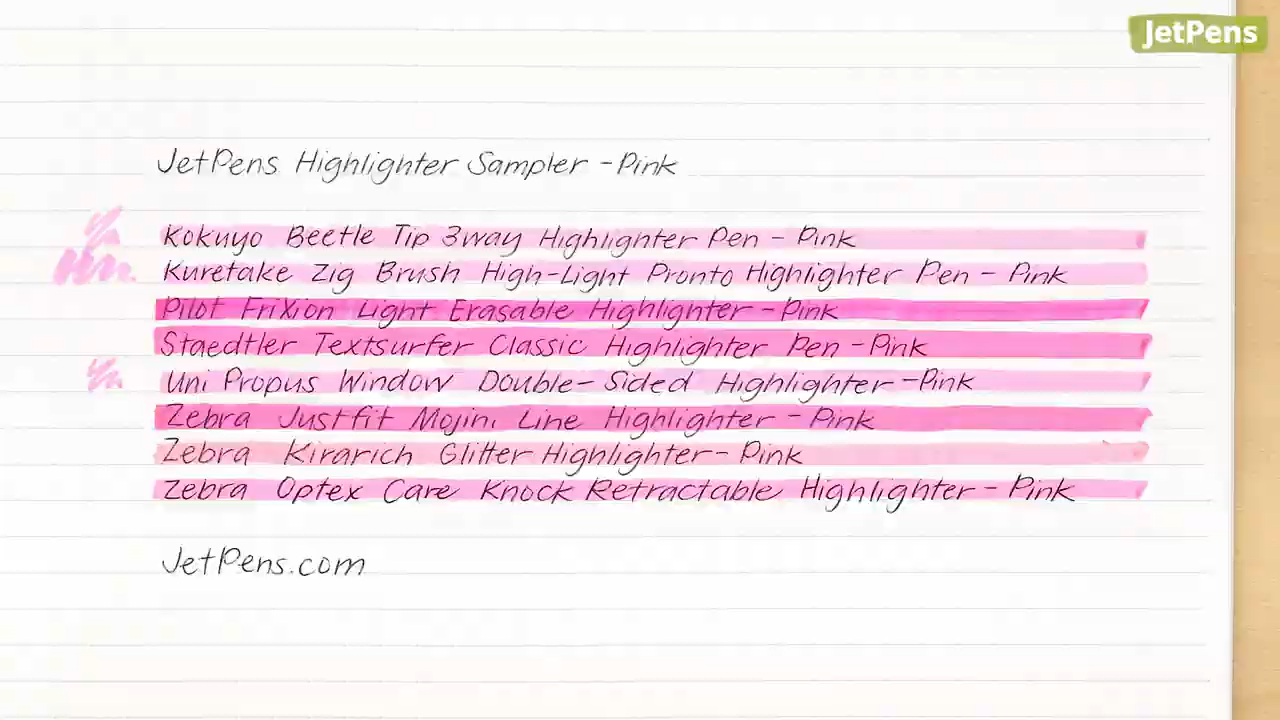 JetPens
JetPens Highlighter Sampler - Pink
Kokuyo Beetle Tip 3way Highlighter Pen - Pink
Kuretake Zig Brush High-Light Pronto Highlighter Pen - Pink
Pilot FriXion Light Erasable Highlighter - Pink
Staedtler Textsurfer Classic Highlighter Pen - Pink
Uni Propus Window Double-Sided Highlighter - Pink
Zebra Justfit Mojini Line Highlighter - Pink
Zebra Kirarich Glitter Highlighter - Pink
Zebra Optex Care Knock Retractable Highlighter - Pink
JetPens.com